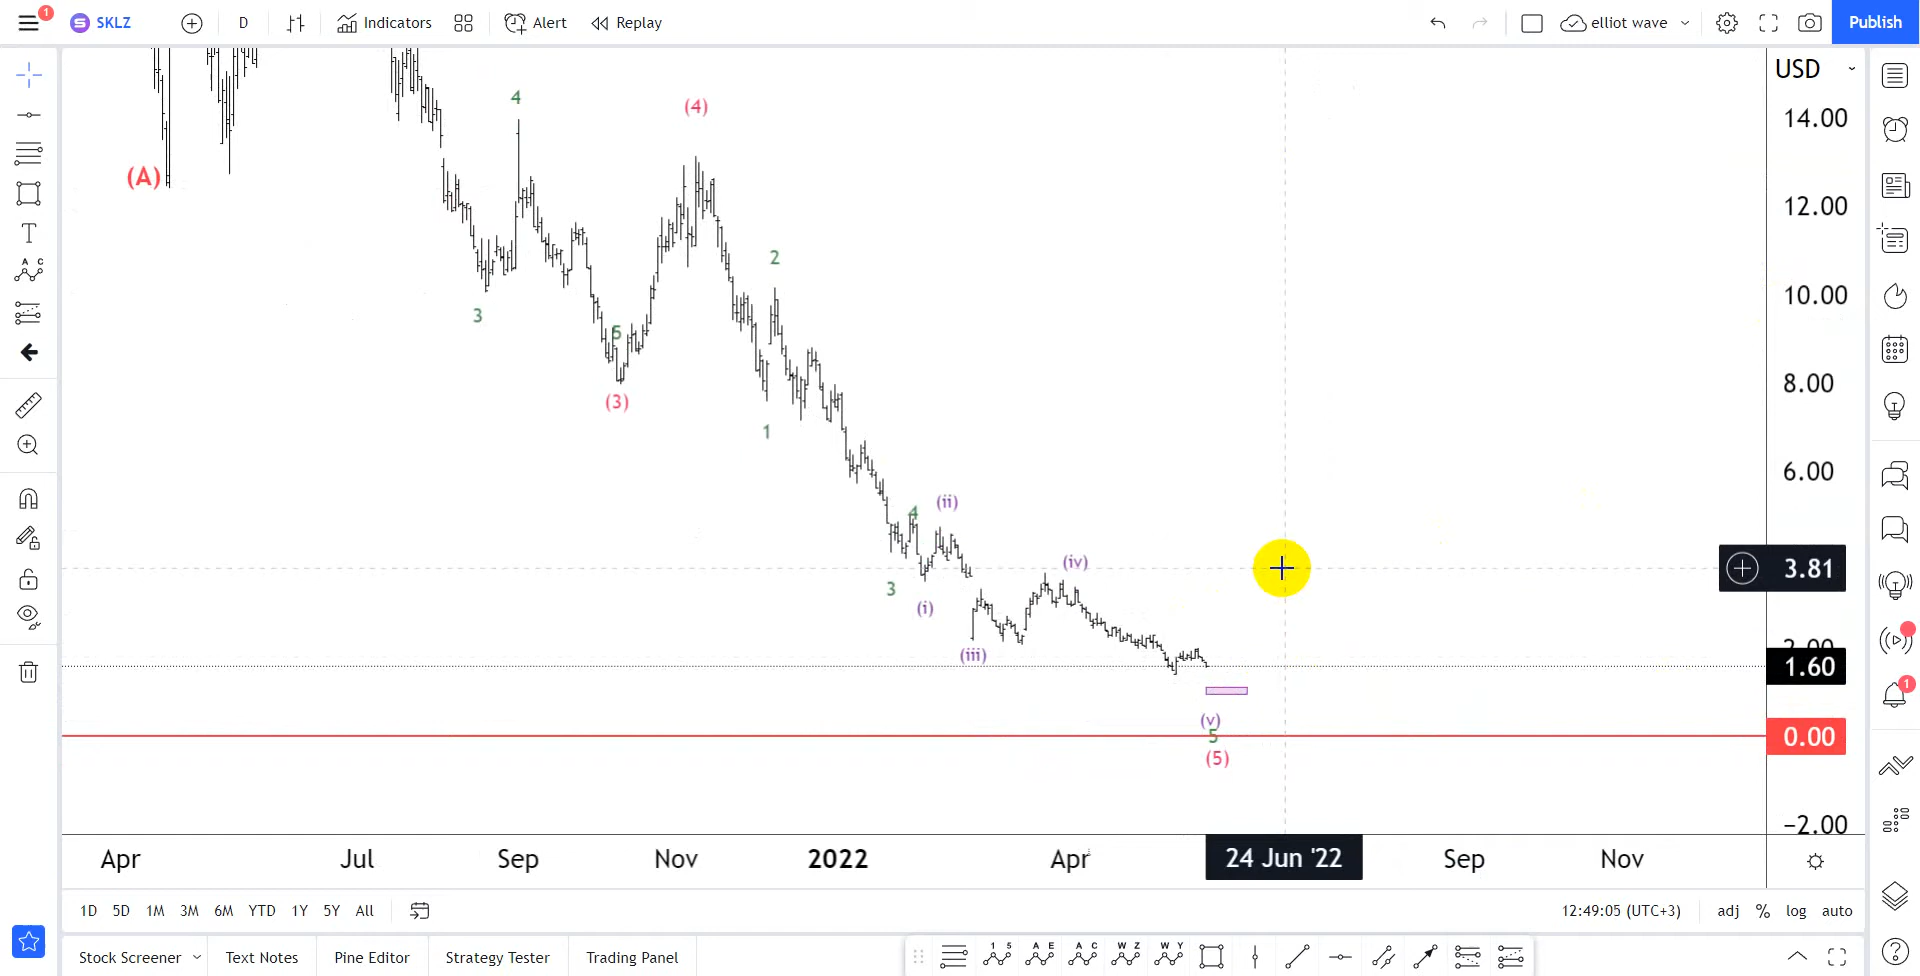 1
SKLZ
D
Indicators
Alert
Replay
elliot wave
Publish
USD
14.00
12.00
10.00
8.00
6.00
3.81
1.60
0.00
−2.00
(A)
4
(4)
3
5
(3)
2
1
4
(ii)
3
(i)
(iv)
(iii)
(v)
5
(5)
1
Apr
Jul
Sep
Nov
2022
Apr
24 Jun '22
Sep
Nov
1D
5D
1M
3M
6M
YTD
1Y
5Y
All
12:49:05 (UTC+3)
adj
%
log
auto
Stock Screener
Text Notes
Pine Editor
Strategy Tester
Trading Panel